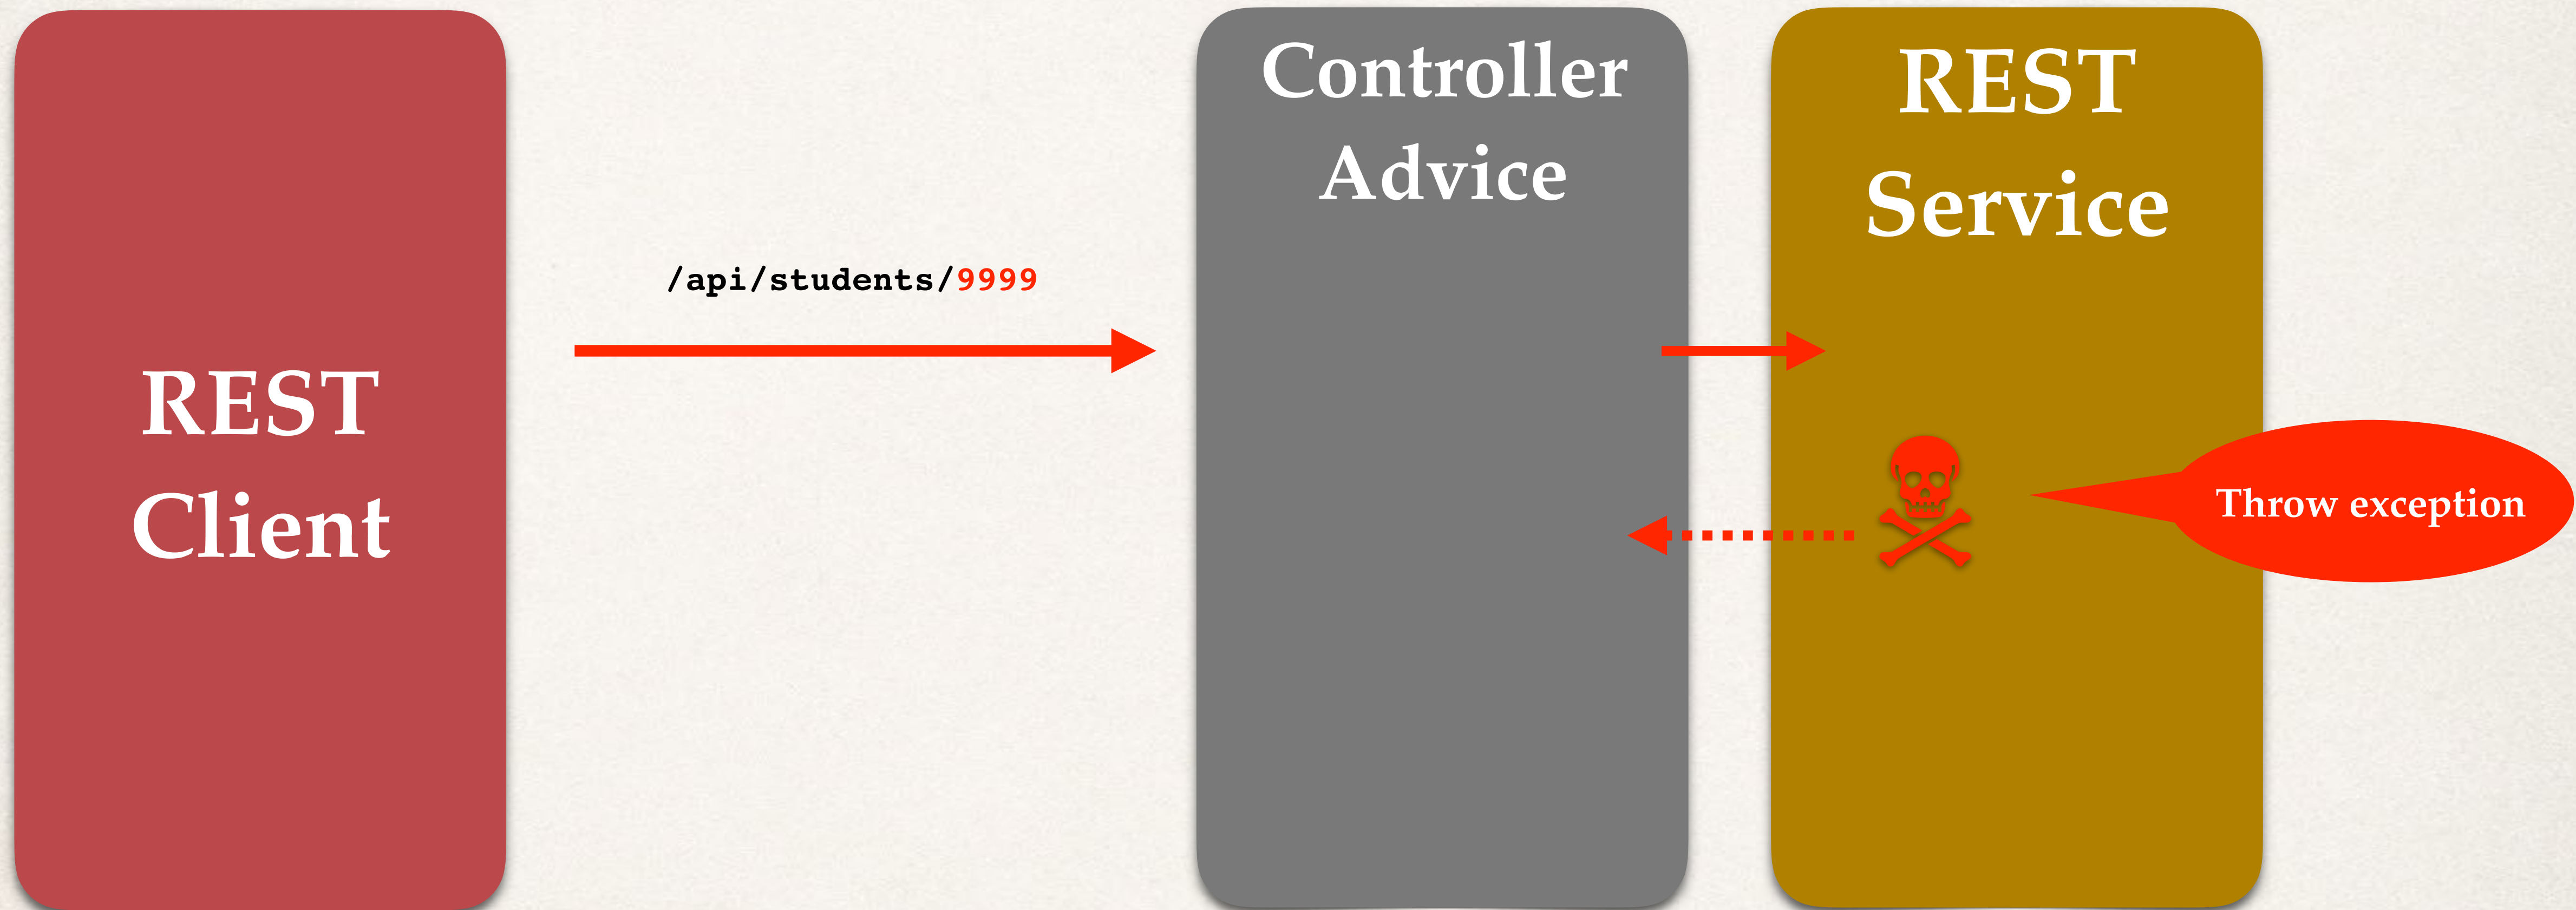 REST
Client
/api/students/9999
Controller
Advice
REST
Service
Throw exception